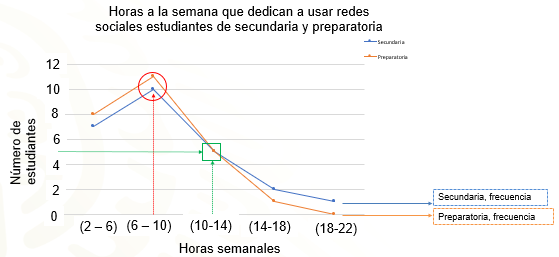 Horas a la semana que dedican a usar redes
sociales estudiantes de secundaria y preparatoria
Secundaria
Preparatoria
Número de
estudiantes
12
10
8
6
4
2
0
(2 – 6)
(6 – 10)
(10-14)
(14-18)
(18-22)
Horas semanales
Secundaria, frecuencia
Preparatoria, frecuencia